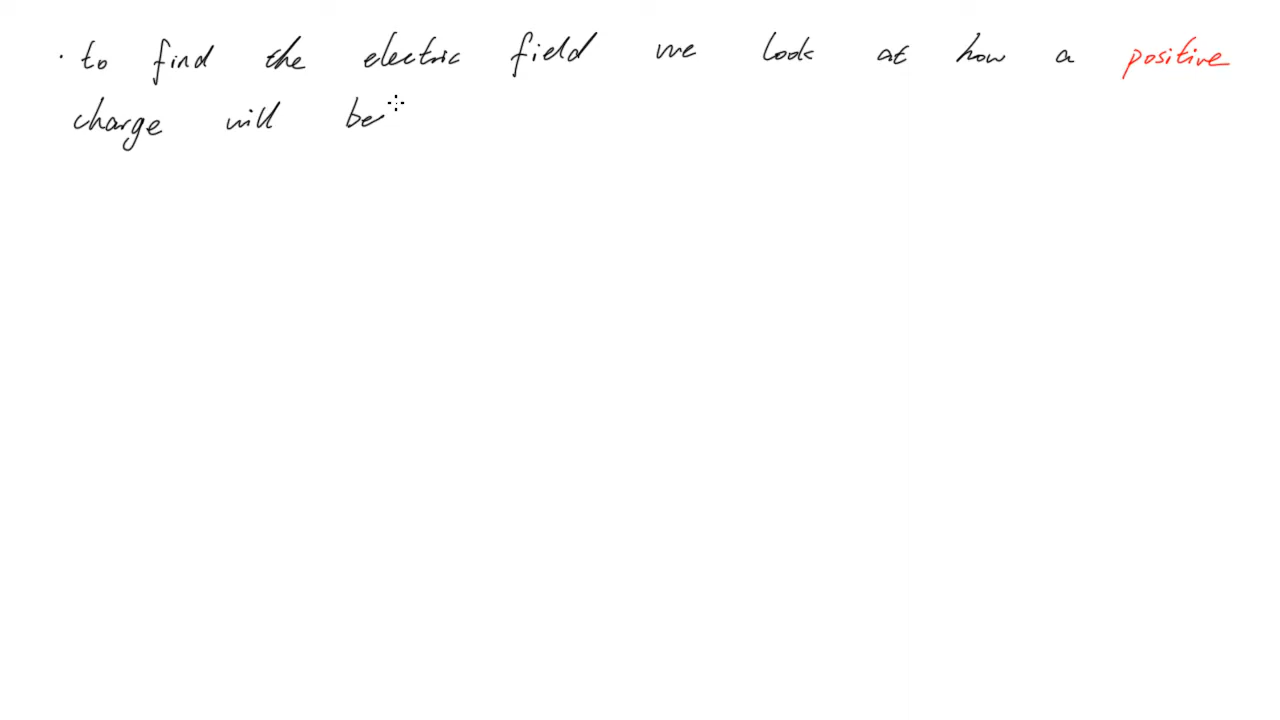 · to find the electric field we look at how a positive
charge will be